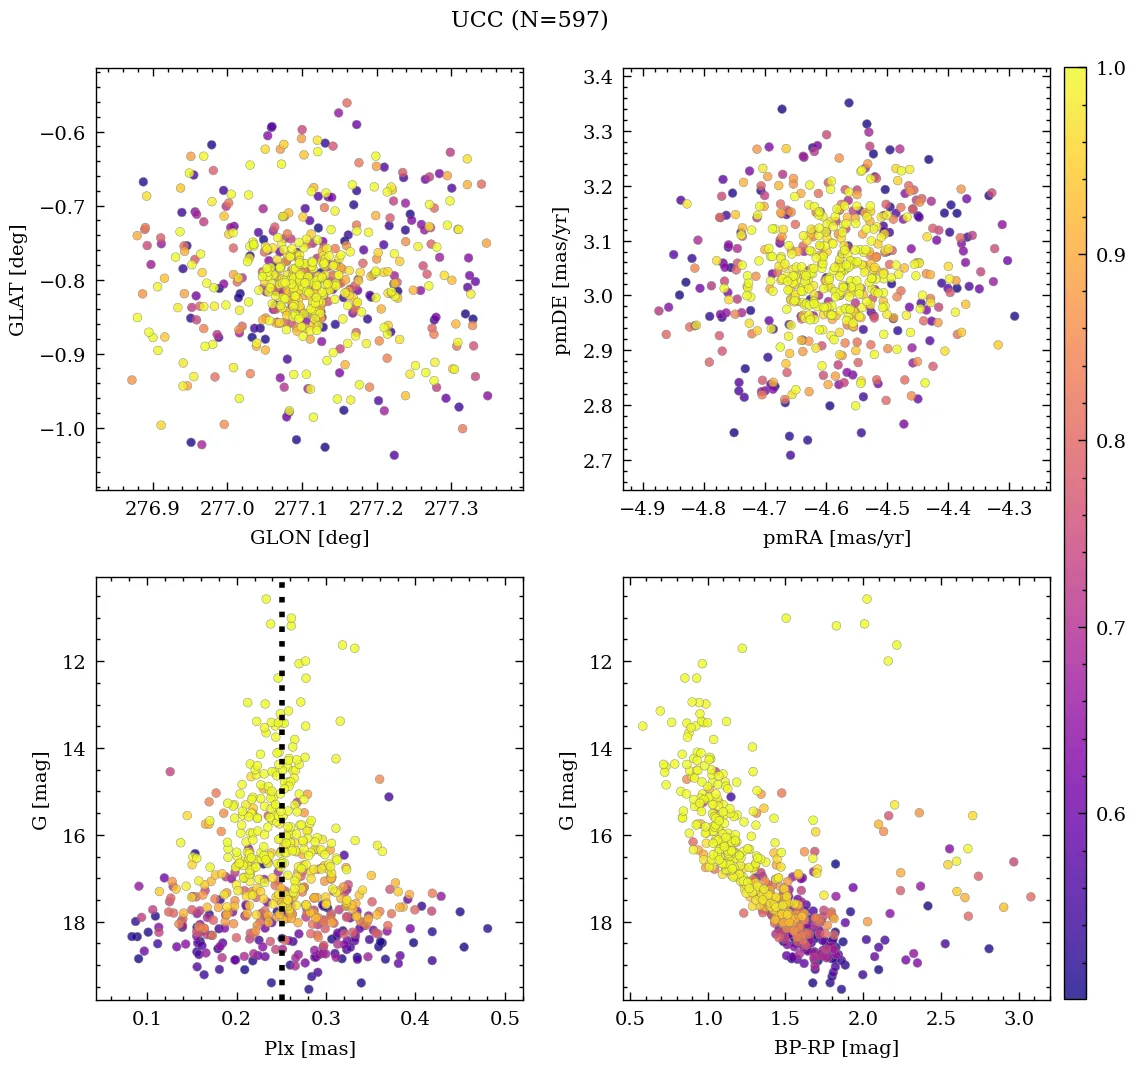 UCC (N=597)
−0.6
−0.7
−0.8
−0.9
−1.0
GLAT [deg]
276.9 277.0 277.1 277.2 277.3
GLON [deg]
3.4
3.3
3.2
3.1
3.0
2.9
2.8
2.7
pmDE [mas/yr]
−4.9 −4.8 −4.7 −4.6 −4.5 −4.4 −4.3
pmRA [mas/yr]
1.0
0.9
0.8
0.7
0.6
12
14
16
18
G [mag]
0.1 0.2 0.3 0.4 0.5
Plx [mas]
12
14
16
18
G [mag]
0.5 1.0 1.5 2.0 2.5 3.0
BP-RP [mag]